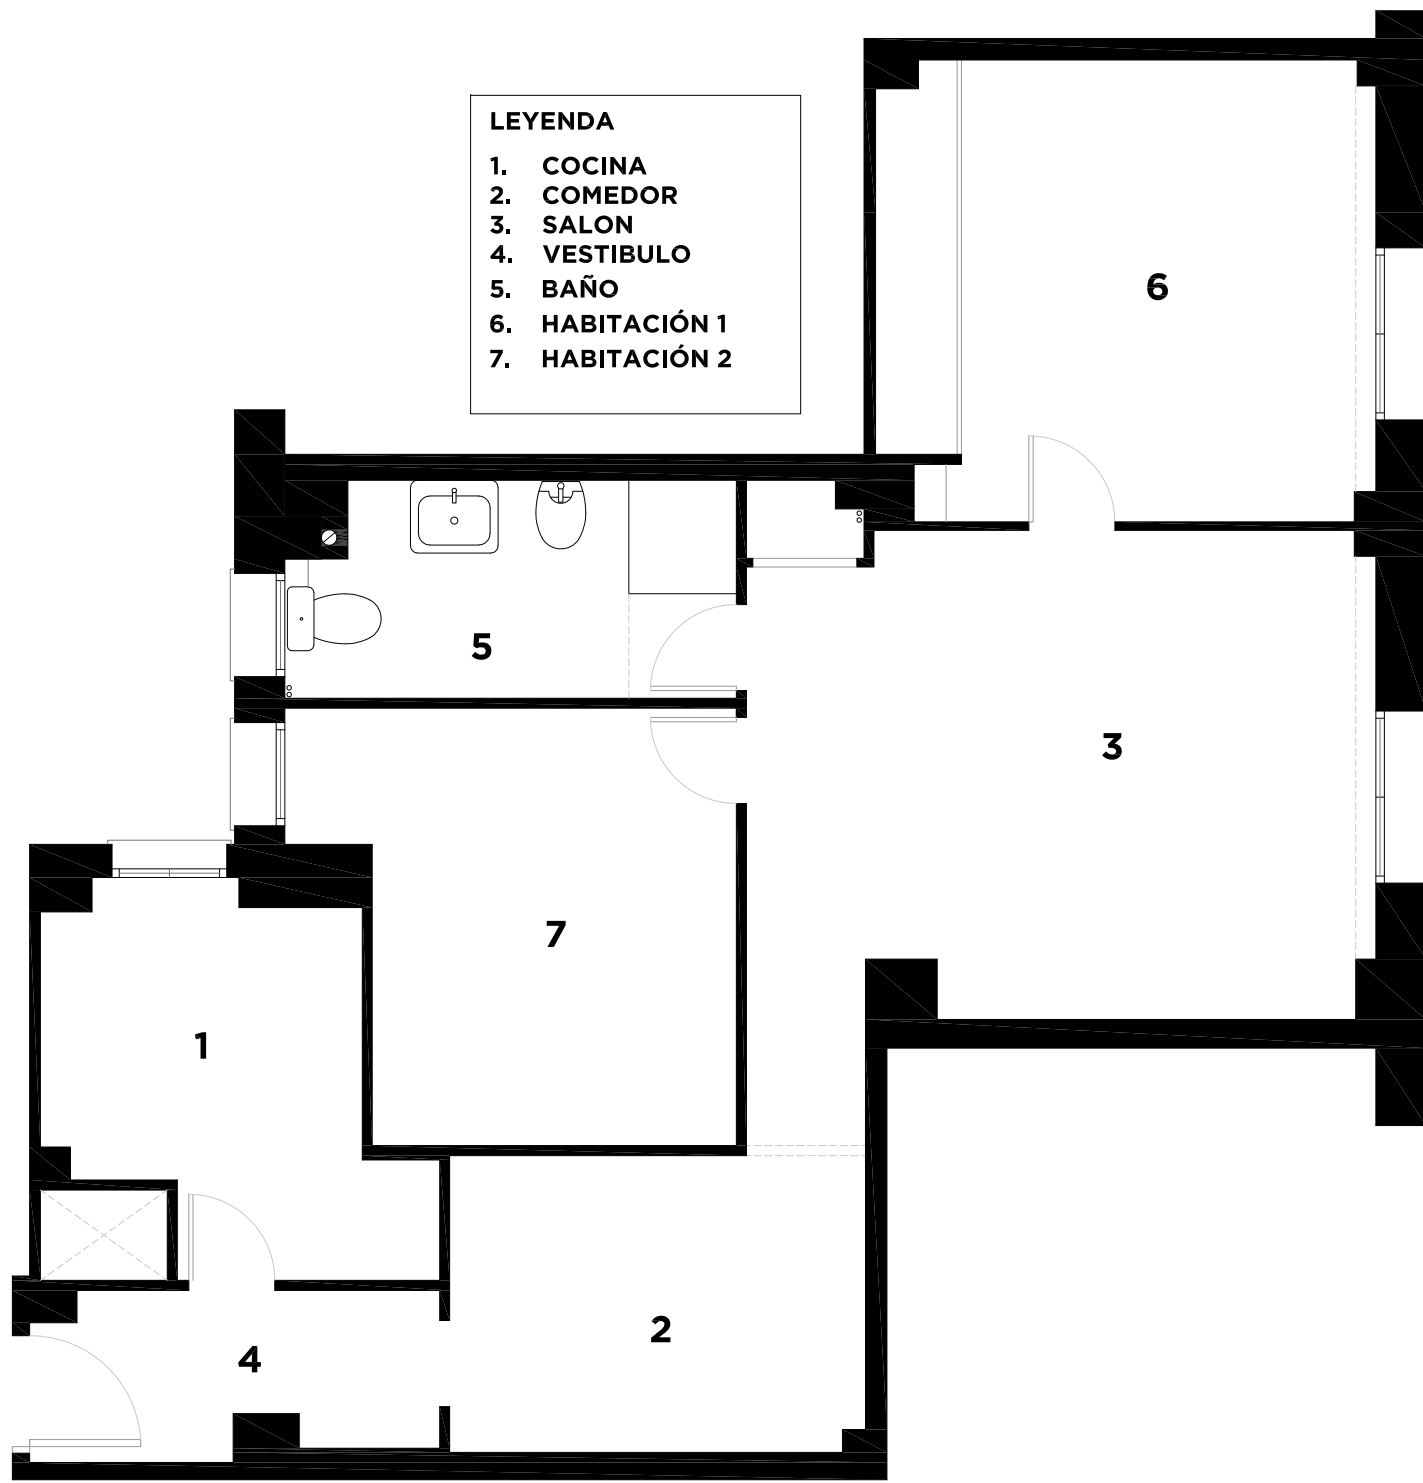 LEYENDA
1. COCINA
2. COMEDOR
3. SALON
4. VESTIBULO
5. BAÑO
6. HABITACIÓN 1
7. HABITACIÓN 2
6
5
3
7
1
2
4